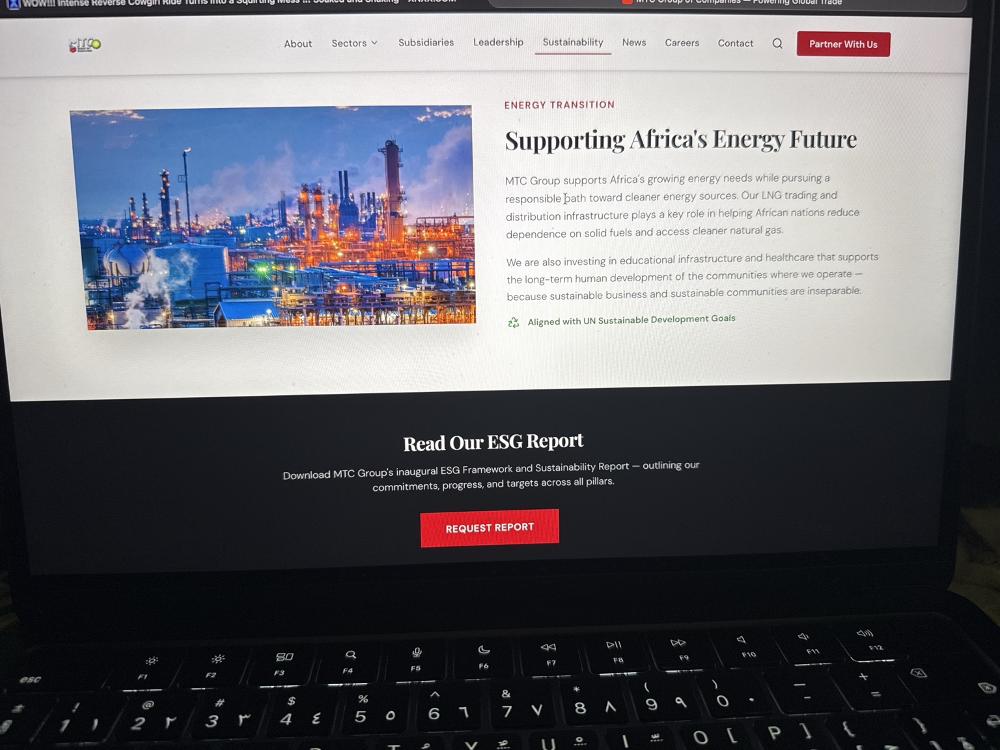 WOW!!! Intense Reverse Cowgirl Ride Turns Into a Squirting Mess !!! Soaked and Shaking - XNXX.COM
MTC Group of Companies — Powering Global Trade
MTCO
About Sectors Subsidiaries Leadership Sustainability News Careers Contact Partner With Us
ENERGY TRANSITION
Supporting Africa's Energy Future
MTC Group supports Africa's growing energy needs while pursuing a
responsible path toward cleaner energy sources. Our LNG trading and
distribution infrastructure plays a key role in helping African nations reduce
dependence on solid fuels and access cleaner natural gas.
We are also investing in educational infrastructure and healthcare that supports
the long-term human development of the communities where we operate —
because sustainable business and sustainable communities are inseparable.
Aligned with UN Sustainable Development Goals
Read Our ESG Report
Download MTC Group's inaugural ESG Framework and Sustainability Report — outlining our
commitments, progress, and targets across all pillars.
REQUEST REPORT
esc F1 F2 F3 F4 F5 F6 F7 F8 F9 F10 F11 F12
± ! @ # $ % ^ & * ( ) — +
§ 1 ١ 2 ٢ 3 ٣ 4 ٤ 5 ٥ 6 ٦ 7 ٧ 8 ٨ 9 ٩ 0 ٠ - =
T Y U I O [ P ] { }